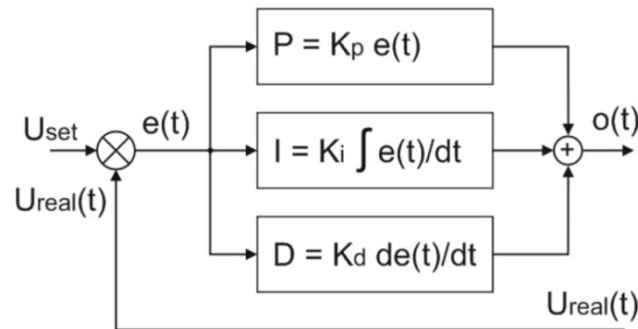 P = Kp e(t)
Uset
e(t)
I = Ki ∫ e(t)/dt
o(t)
+
Ureal(t)
D = Kd de(t)/dt
Ureal(t)